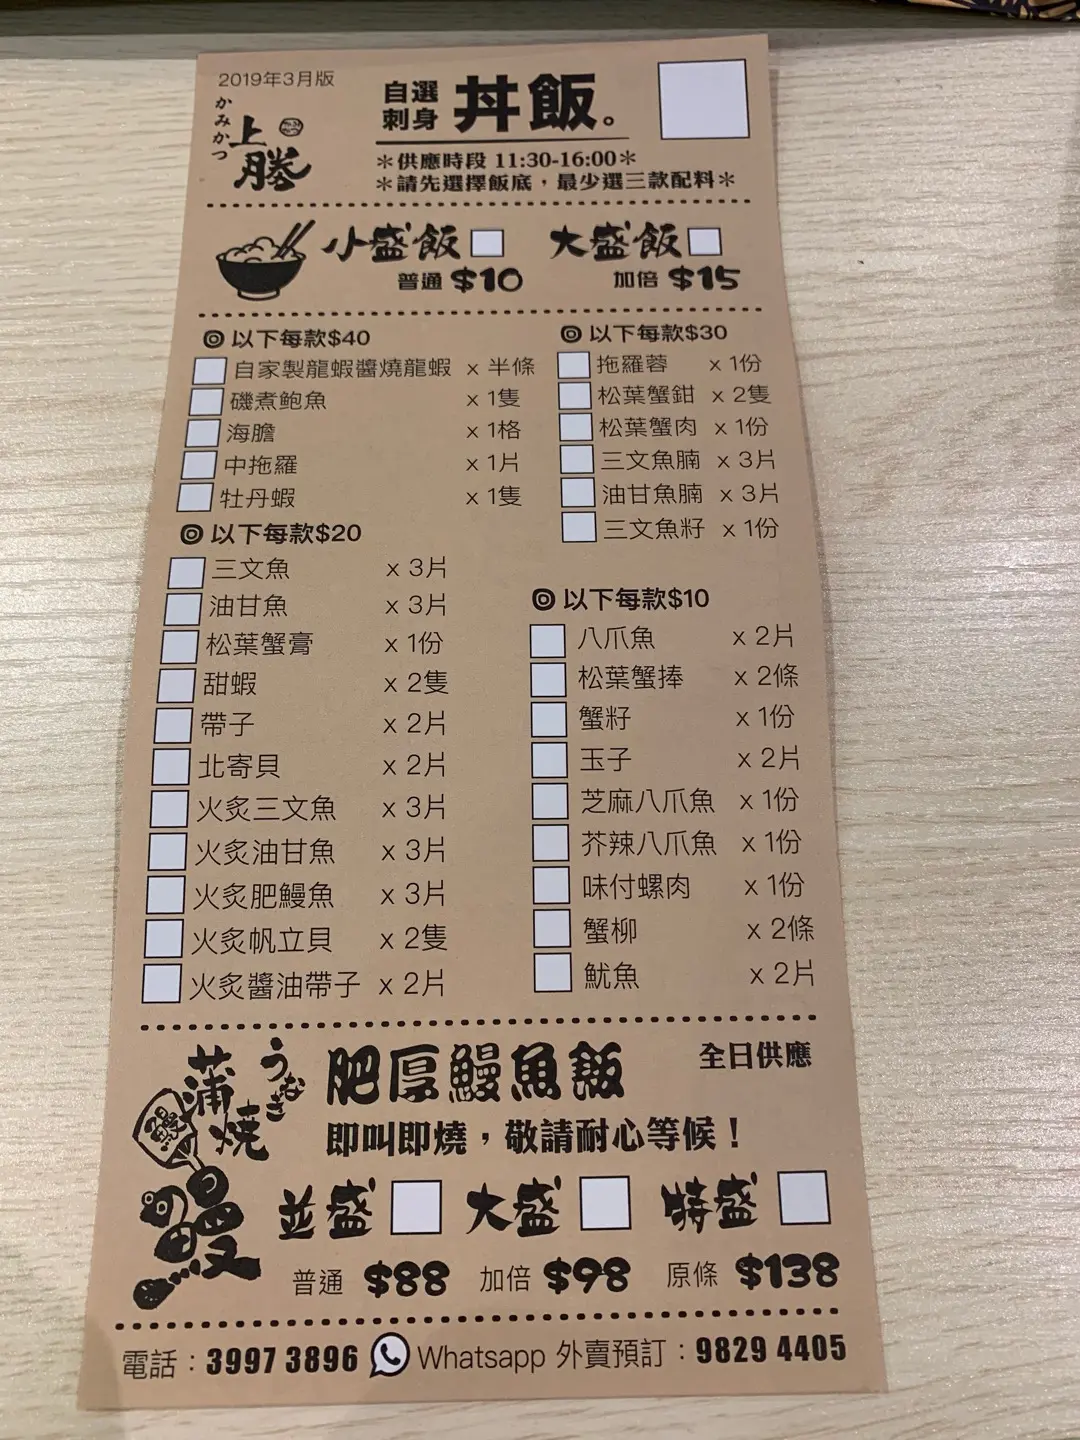 2019年3月版
かみかつ
上勝
自選刺身 丼飯。
＊供應時段 11:30-16:00＊
＊請先選擇飯底，最少選三款配料＊
小盛飯
普通 $10
大盛飯
加倍 $15
以下每款$40
自家製龍蝦醬燒龍蝦 x 半條
磯煮鮑魚 x 1隻
海膽 x 1格
中拖羅 x 1片
牡丹蝦 x 1隻
以下每款$30
拖羅蓉 x 1份
松葉蟹鉗 x 2隻
松葉蟹肉 x 1份
三文魚腩 x 3片
油甘魚腩 x 3片
三文魚籽 x 1份
以下每款$20
三文魚 x 3片
油甘魚 x 3片
松葉蟹膏 x 1份
甜蝦 x 2隻
帶子 x 2片
北寄貝 x 2片
火炙三文魚 x 3片
火炙油甘魚 x 3片
火炙肥鰻魚 x 3片
火炙帆立貝 x 2隻
火炙醬油帶子 x 2片
以下每款$10
八爪魚 x 2片
松葉蟹捧 x 2條
蟹籽 x 1份
玉子 x 2片
芝麻八爪魚 x 1份
芥辣八爪魚 x 1份
味付螺肉 x 1份
蟹柳 x 2條
魷魚 x 2片
蒲燒
うなぎ
鰻
肥厚鰻魚飯
全日供應
即叫即燒，敬請耐心等候！
並盛
普通 $88
大盛
加倍 $98
特盛
原條 $138
電話：3997 3896 Whatsapp 外賣預訂：9829 4405